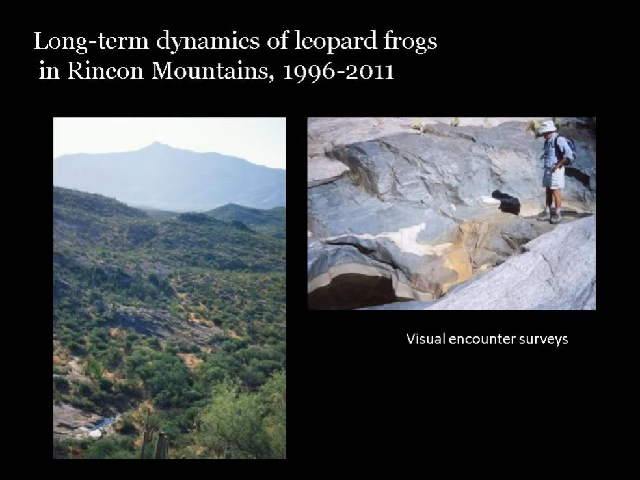 Long-term dynamics of leopard frogs
in Rincon Mountains, 1996-2011
Visual encounter surveys